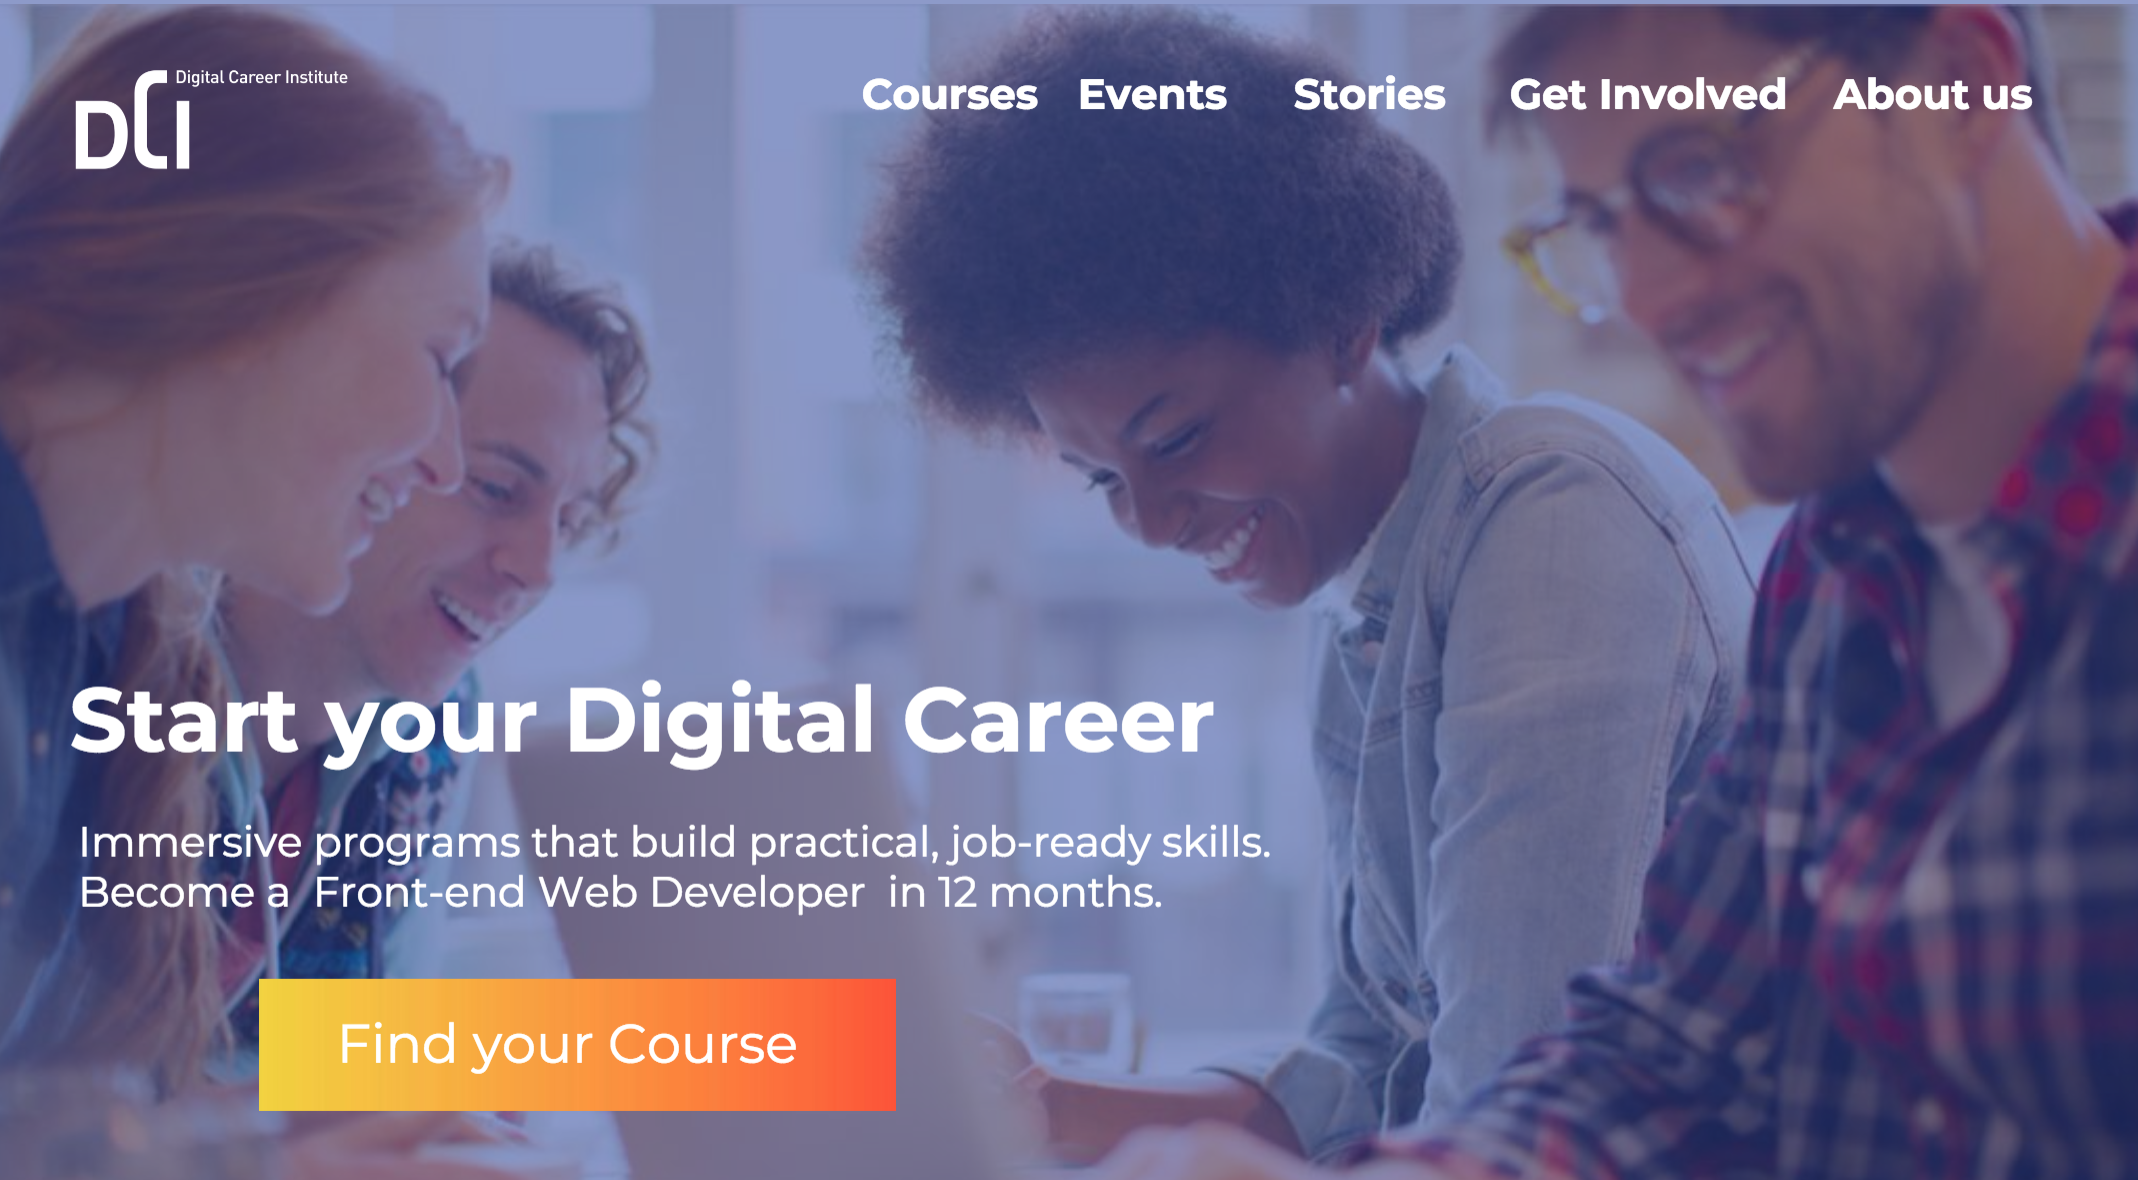 Digital Career Institute
DCI
Courses Events Stories Get Involved About us
Start your Digital Career
Immersive programs that build practical, job-ready skills.
Become a  Front-end Web Developer  in 12 months.
Find your Course